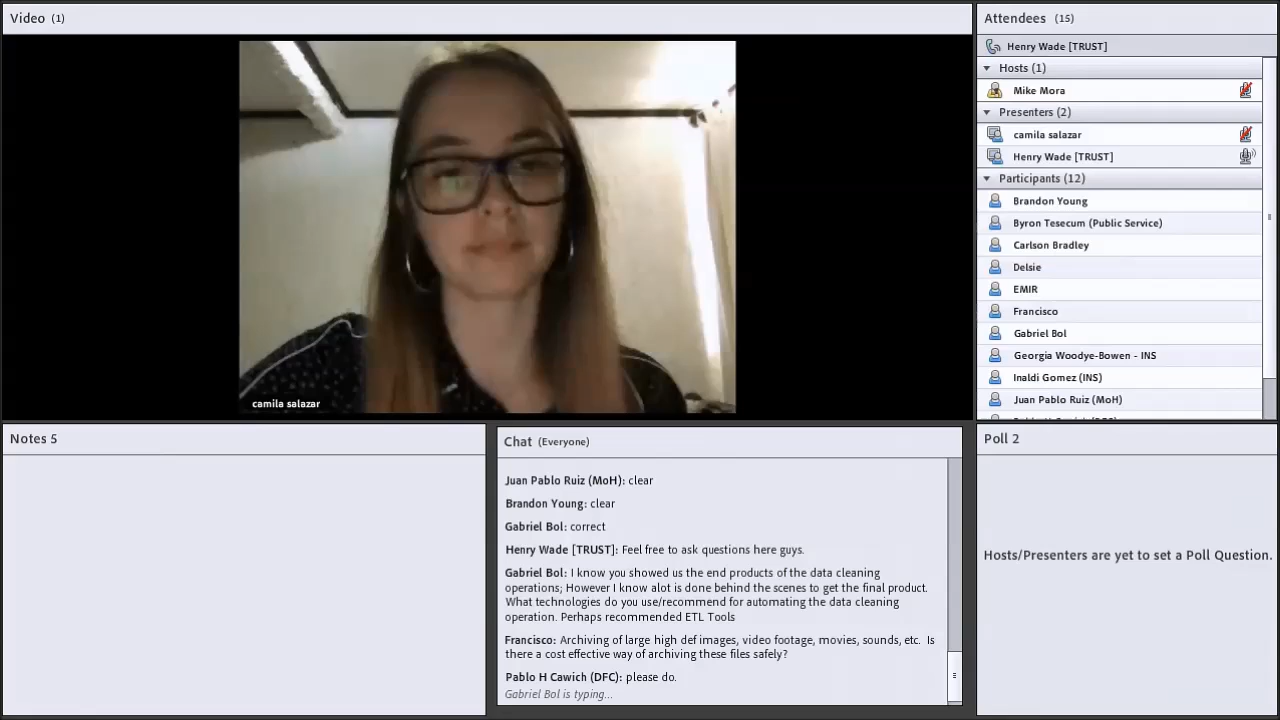 Video (1)
camila salazar
Attendees (15)
Henry Wade [TRUST]
Hosts (1)
Mike Mora
Presenters (2)
camila salazar
Henry Wade [TRUST]
Participants (12)
Brandon Young
Byron Tesecum (Public Service)
Carlson Bradley
Delsie
EMIR
Francisco
Gabriel Bol
Georgia Woodye-Bowen - INS
Inaldi Gomez (INS)
Juan Pablo Ruiz (MoH)
Notes 5
Chat (Everyone)
Juan Pablo Ruiz (MoH): clear
Brandon Young: clear
Gabriel Bol: correct
Henry Wade [TRUST]: Feel free to ask questions here guys.
Gabriel Bol: I know you showed us the end products of the data cleaning
operations; However I know alot is done behind the scenes to get the final product.
What technologies do you use/recommend for automating the data cleaning
operation. Perhaps recommended ETL Tools
Francisco: Archiving of large high def images, video footage, movies, sounds, etc. Is
there a cost effective way of archiving these files safely?
Pablo H Cawich (DFC): please do.
Gabriel Bol is typing...
Poll 2
Hosts/Presenters are yet to set a Poll Question.